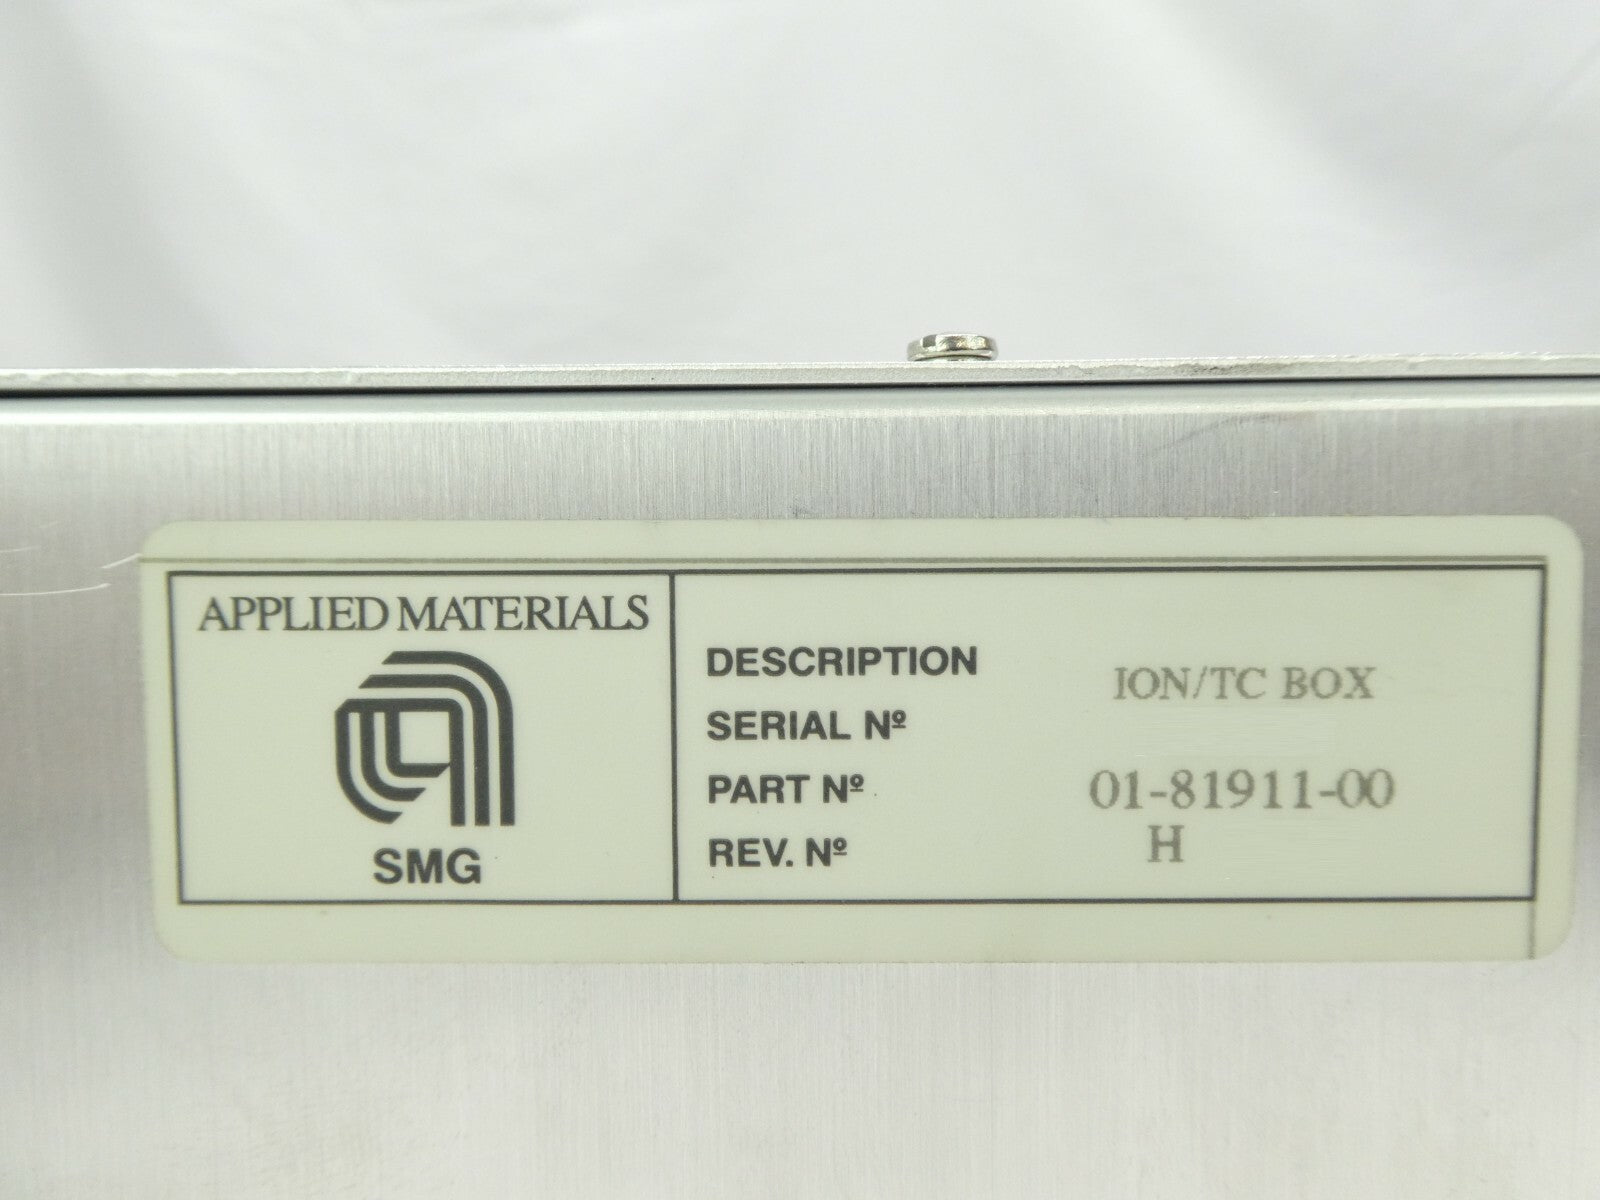 APPLIED MATERIALS
SMG
DESCRIPTION ION/TC BOX
SERIAL Nº
PART Nº 01-81911-00
REV. Nº H